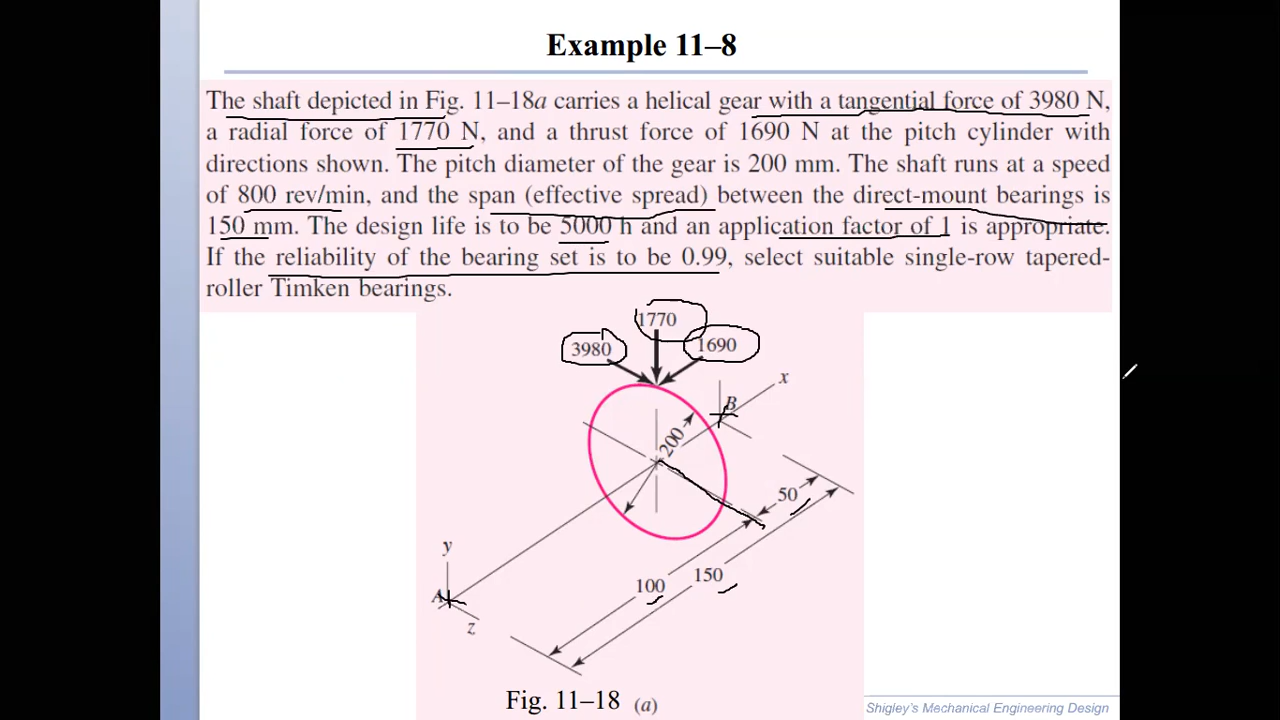 Example 11–8
The shaft depicted in Fig. 11–18a carries a helical gear with a tangential force of 3980 N,
a radial force of 1770 N, and a thrust force of 1690 N at the pitch cylinder with
directions shown. The pitch diameter of the gear is 200 mm. The shaft runs at a speed
of 800 rev/min, and the span (effective spread) between the direct-mount bearings is
150 mm. The design life is to be 5000 h and an application factor of 1 is appropriate.
If the reliability of the bearing set is to be 0.99, select suitable single-row tapered-
roller Timken bearings.
1770
3980
1690
x
B
200
50
y
150
100
A
z
Fig. 11–18 (a)
Shigley's Mechanical Engineering Design